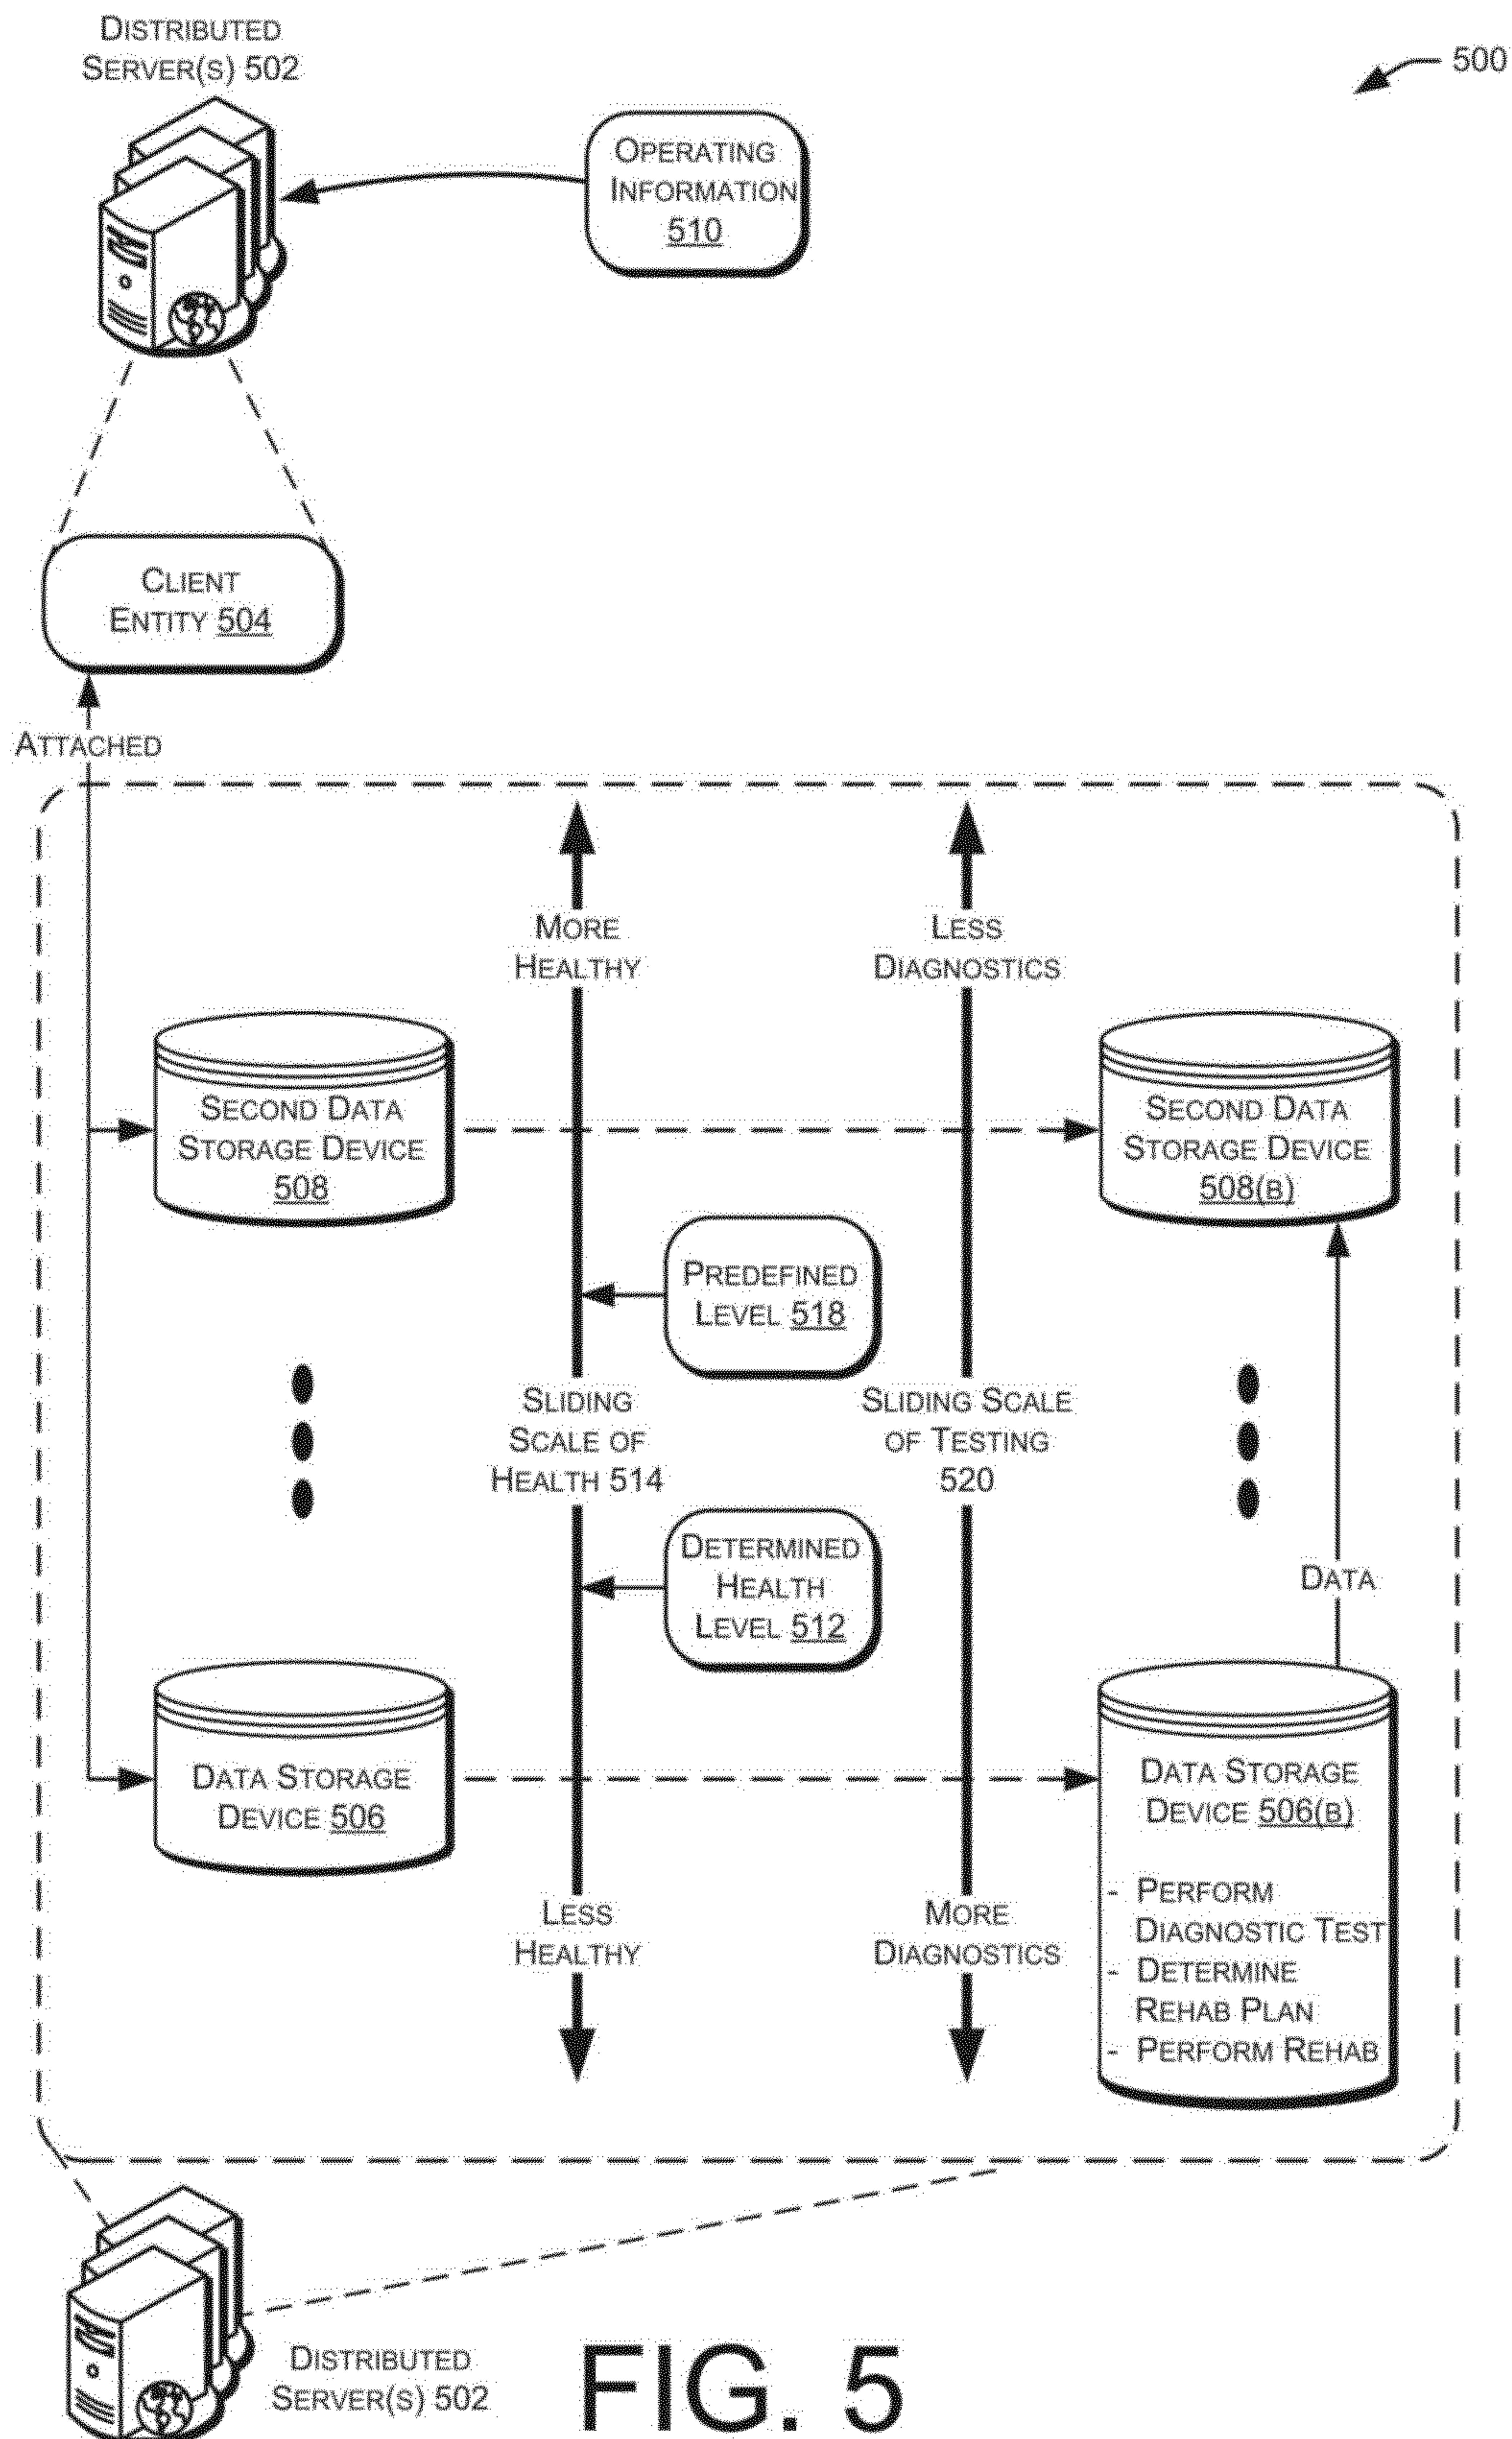 DISTRIBUTED
SERVER(S) 502
500
OPERATING
INFORMATION
510
CLIENT
ENTITY 504
ATTACHED
MORE
HEALTHY
LESS
DIAGNOSTICS
SECOND DATA
STORAGE DEVICE
508
SECOND DATA
STORAGE DEVICE
508(B)
PREDEFINED
LEVEL 518
SLIDING
SCALE OF
HEALTH 514
SLIDING SCALE
OF TESTING
520
DETERMINED
HEALTH
LEVEL 512
DATA
DATA STORAGE
DEVICE 506
DATA STORAGE
DEVICE 506(B)
- PERFORM
DIAGNOSTIC TEST
- DETERMINE
REHAB PLAN
- PERFORM REHAB
LESS
HEALTHY
MORE
DIAGNOSTICS
DISTRIBUTED
SERVER(S) 502
FIG. 5